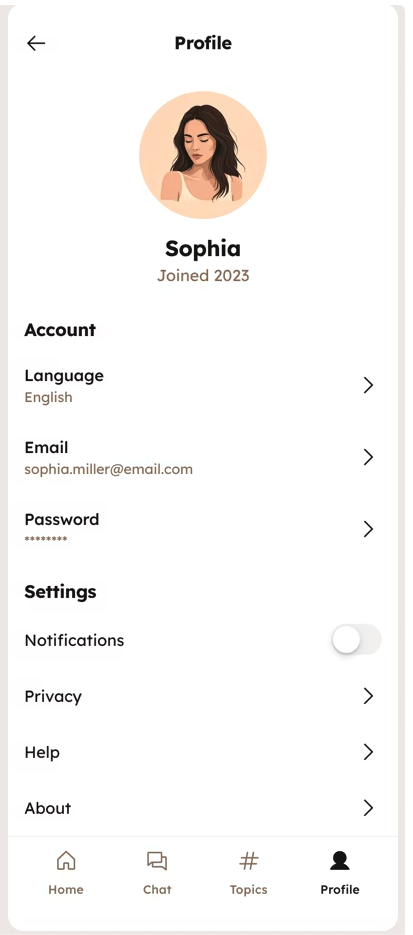 Profile
Sophia
Joined 2023
Account
Language
English
Email
sophia.miller@email.com
Password
********
Settings
Notifications
Privacy
Help
About
Home Chat Topics Profile